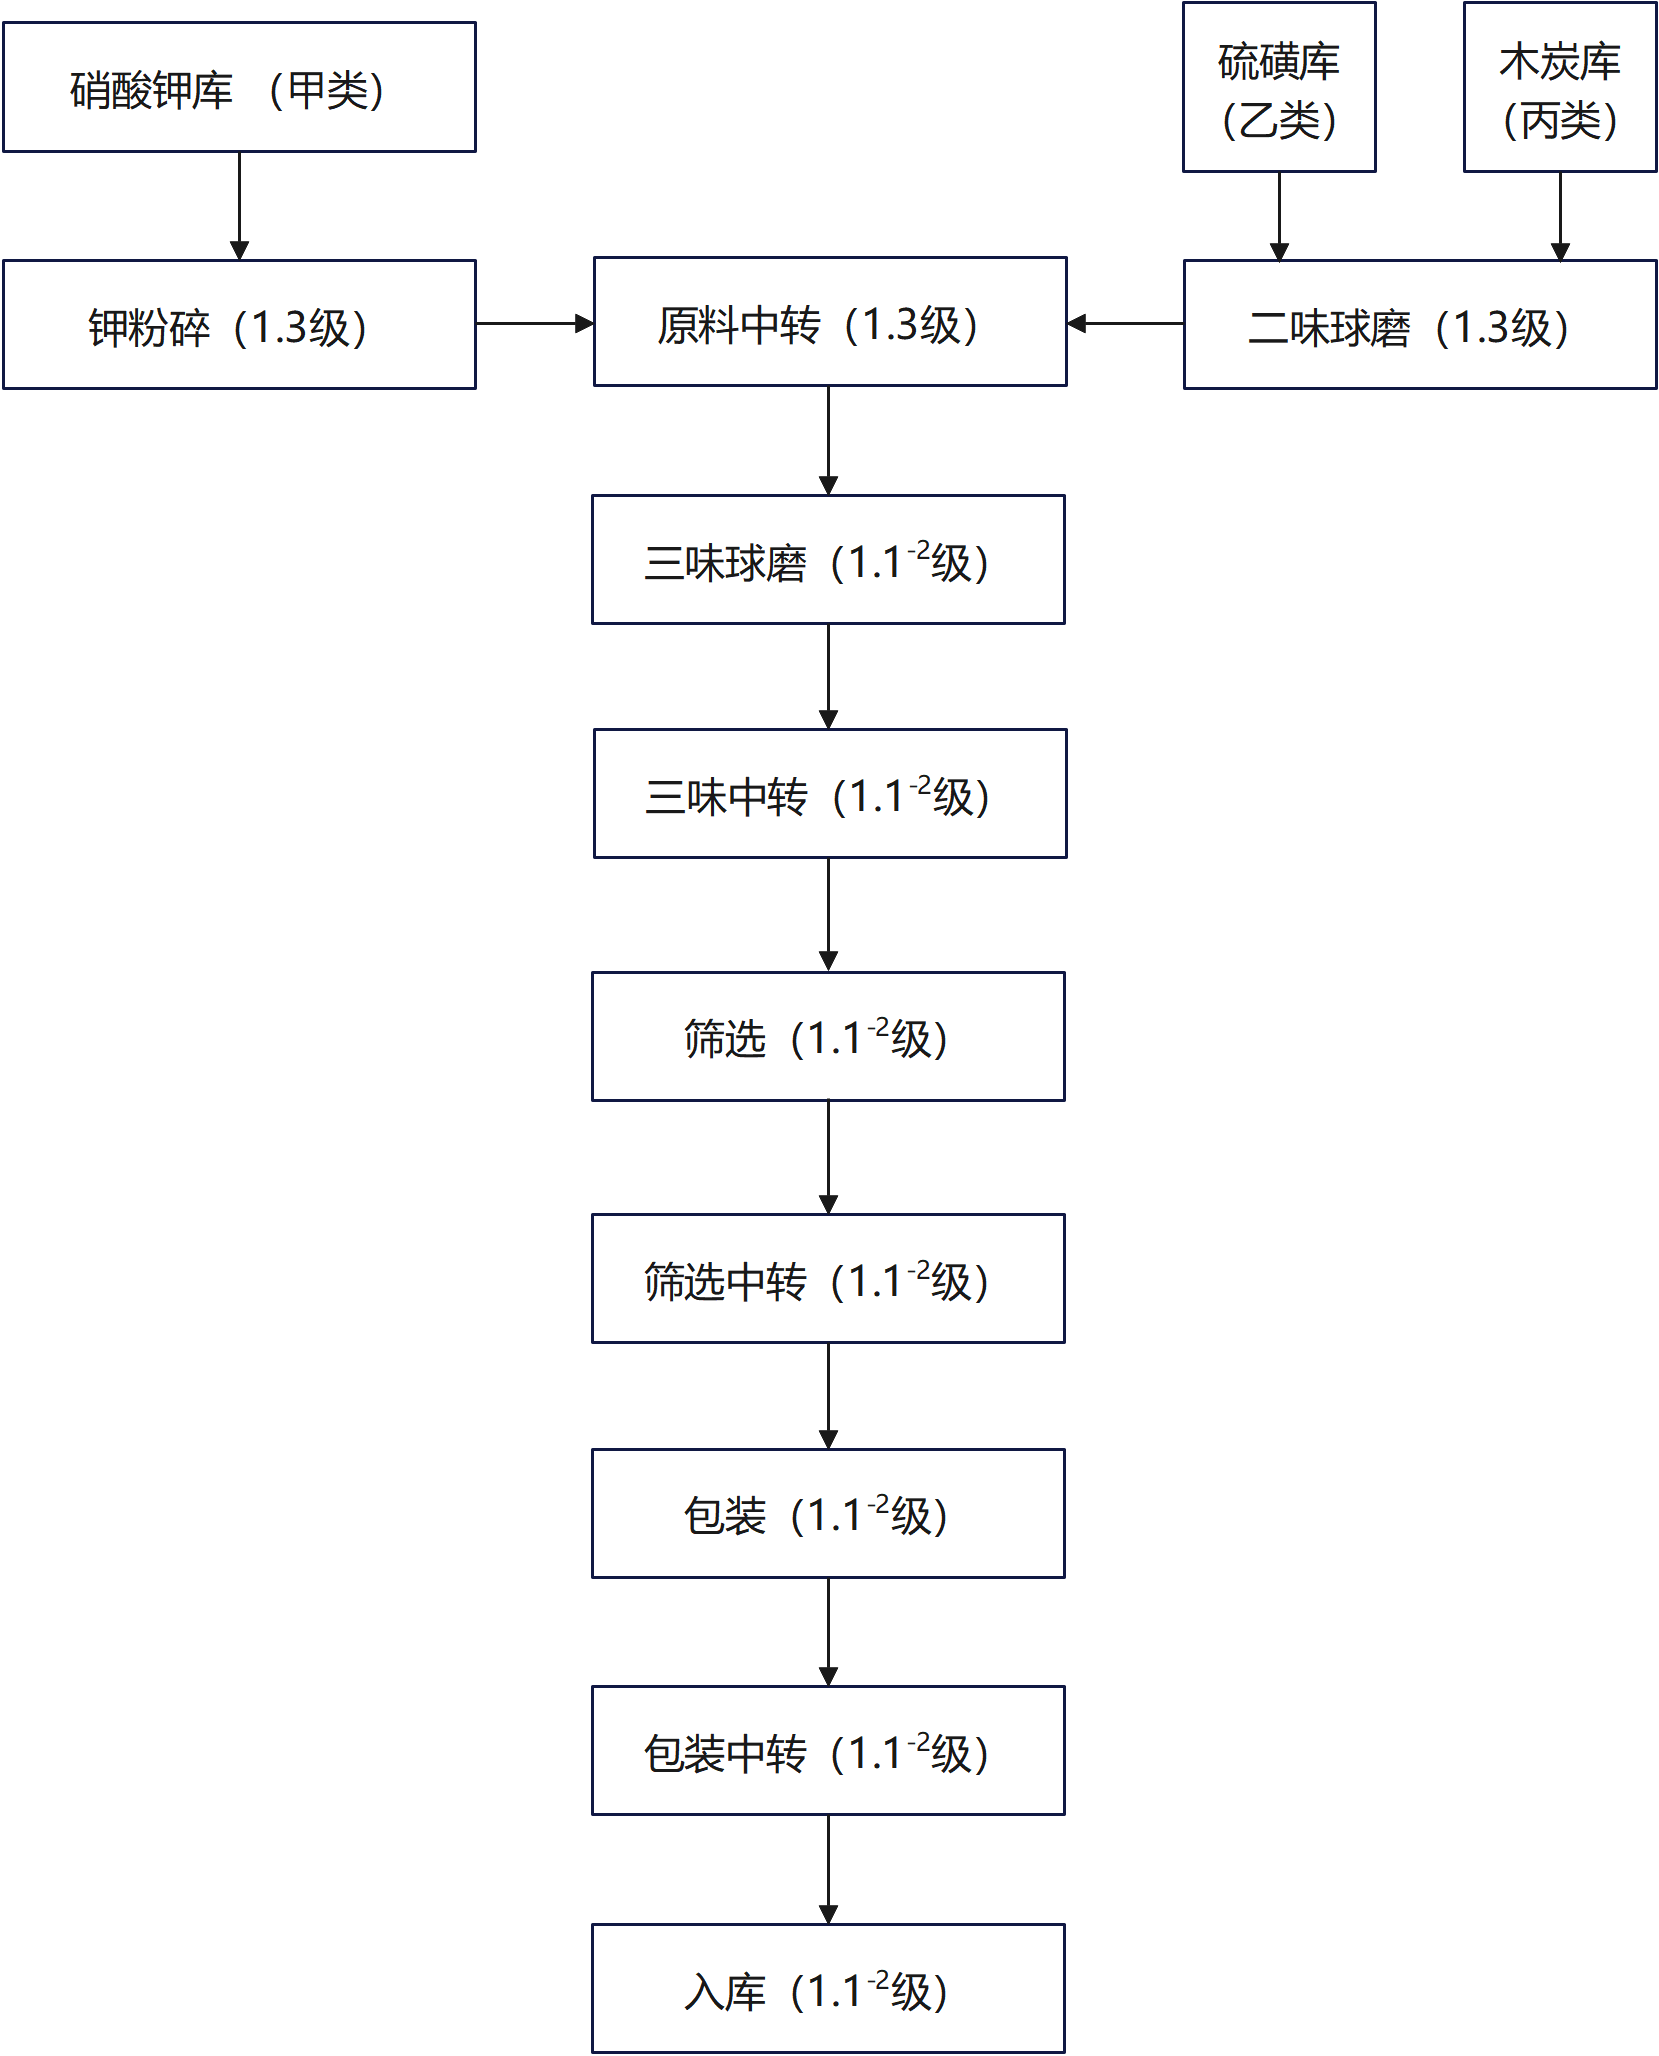 硝酸钾库 （甲类）
硫磺库
（乙类）
木炭库
（丙类）
钾粉碎（1.3级）
原料中转（1.3级）
二味球磨（1.3级）
三味球磨（1.1⁻²级）
三味中转（1.1⁻²级）
筛选（1.1⁻²级）
筛选中转（1.1⁻²级）
包装（1.1⁻²级）
包装中转（1.1⁻²级）
入库（1.1⁻²级）